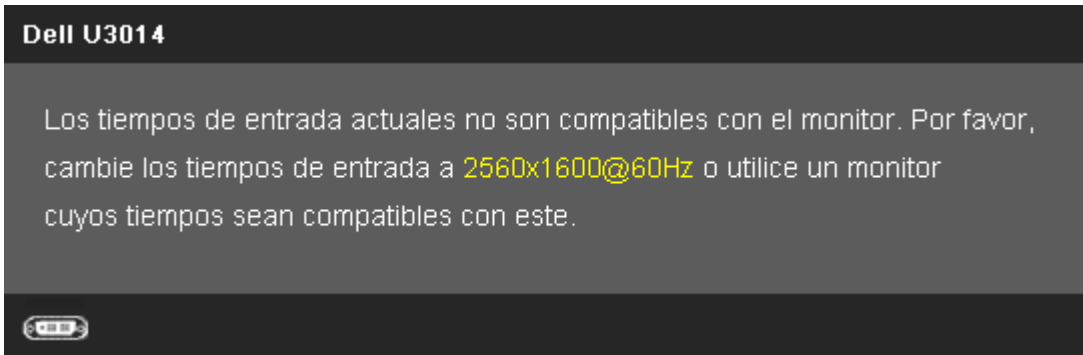 Dell U3014
Los tiempos de entrada actuales no son compatibles con el monitor. Por favor,
cambie los tiempos de entrada a 2560x1600@60Hz o utilice un monitor
cuyos tiempos sean compatibles con este.